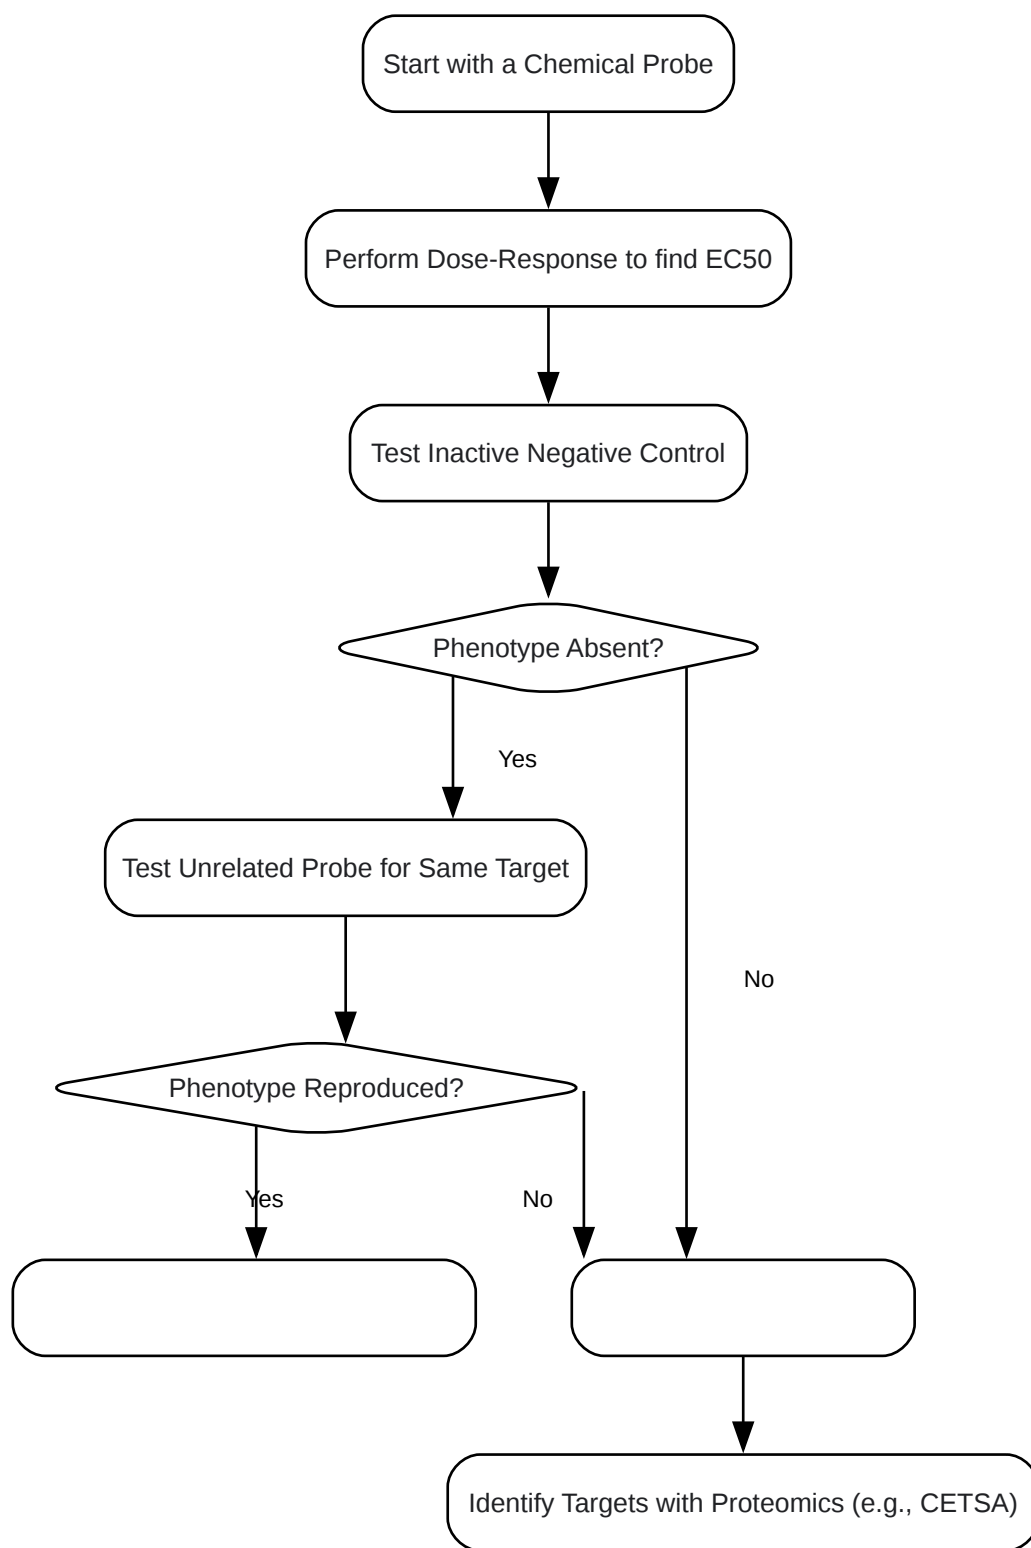 Start with a Chemical Probe
Perform Dose-Response to find EC50
Test Inactive Negative Control
Phenotype Absent?
Yes
Test Unrelated Probe for Same Target
No
Phenotype Reproduced?
Yes
No
Identify Targets with Proteomics (e.g., CETSA)